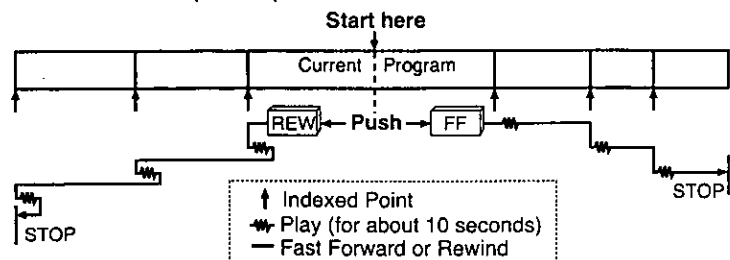 Start here
Current Program
REW Push FF
STOP
STOP
Indexed Point
Play (for about 10 seconds)
Fast Forward or Rewind